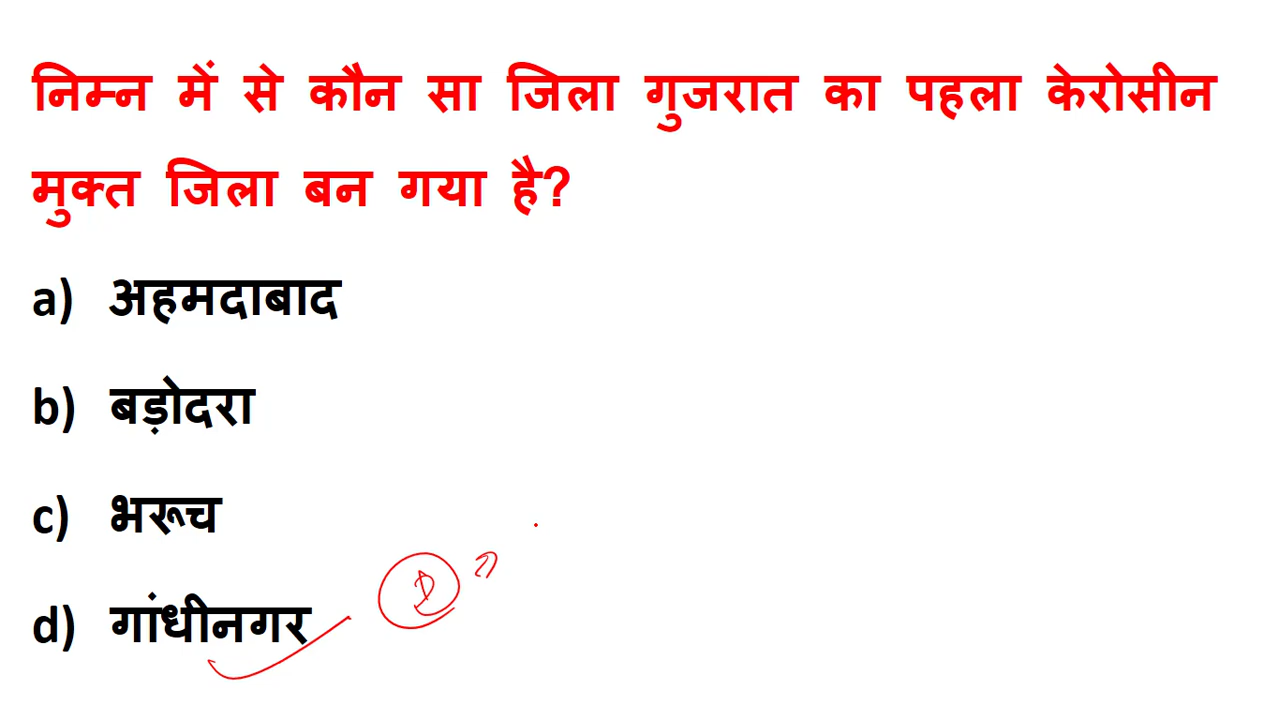 निम्न में से कौन सा जिला गुजरात का पहला केरोसीन
मुक्त जिला बन गया है?
a) अहमदाबाद
b) बड़ोदरा
c) भरूच
d) गांधीनगर
D